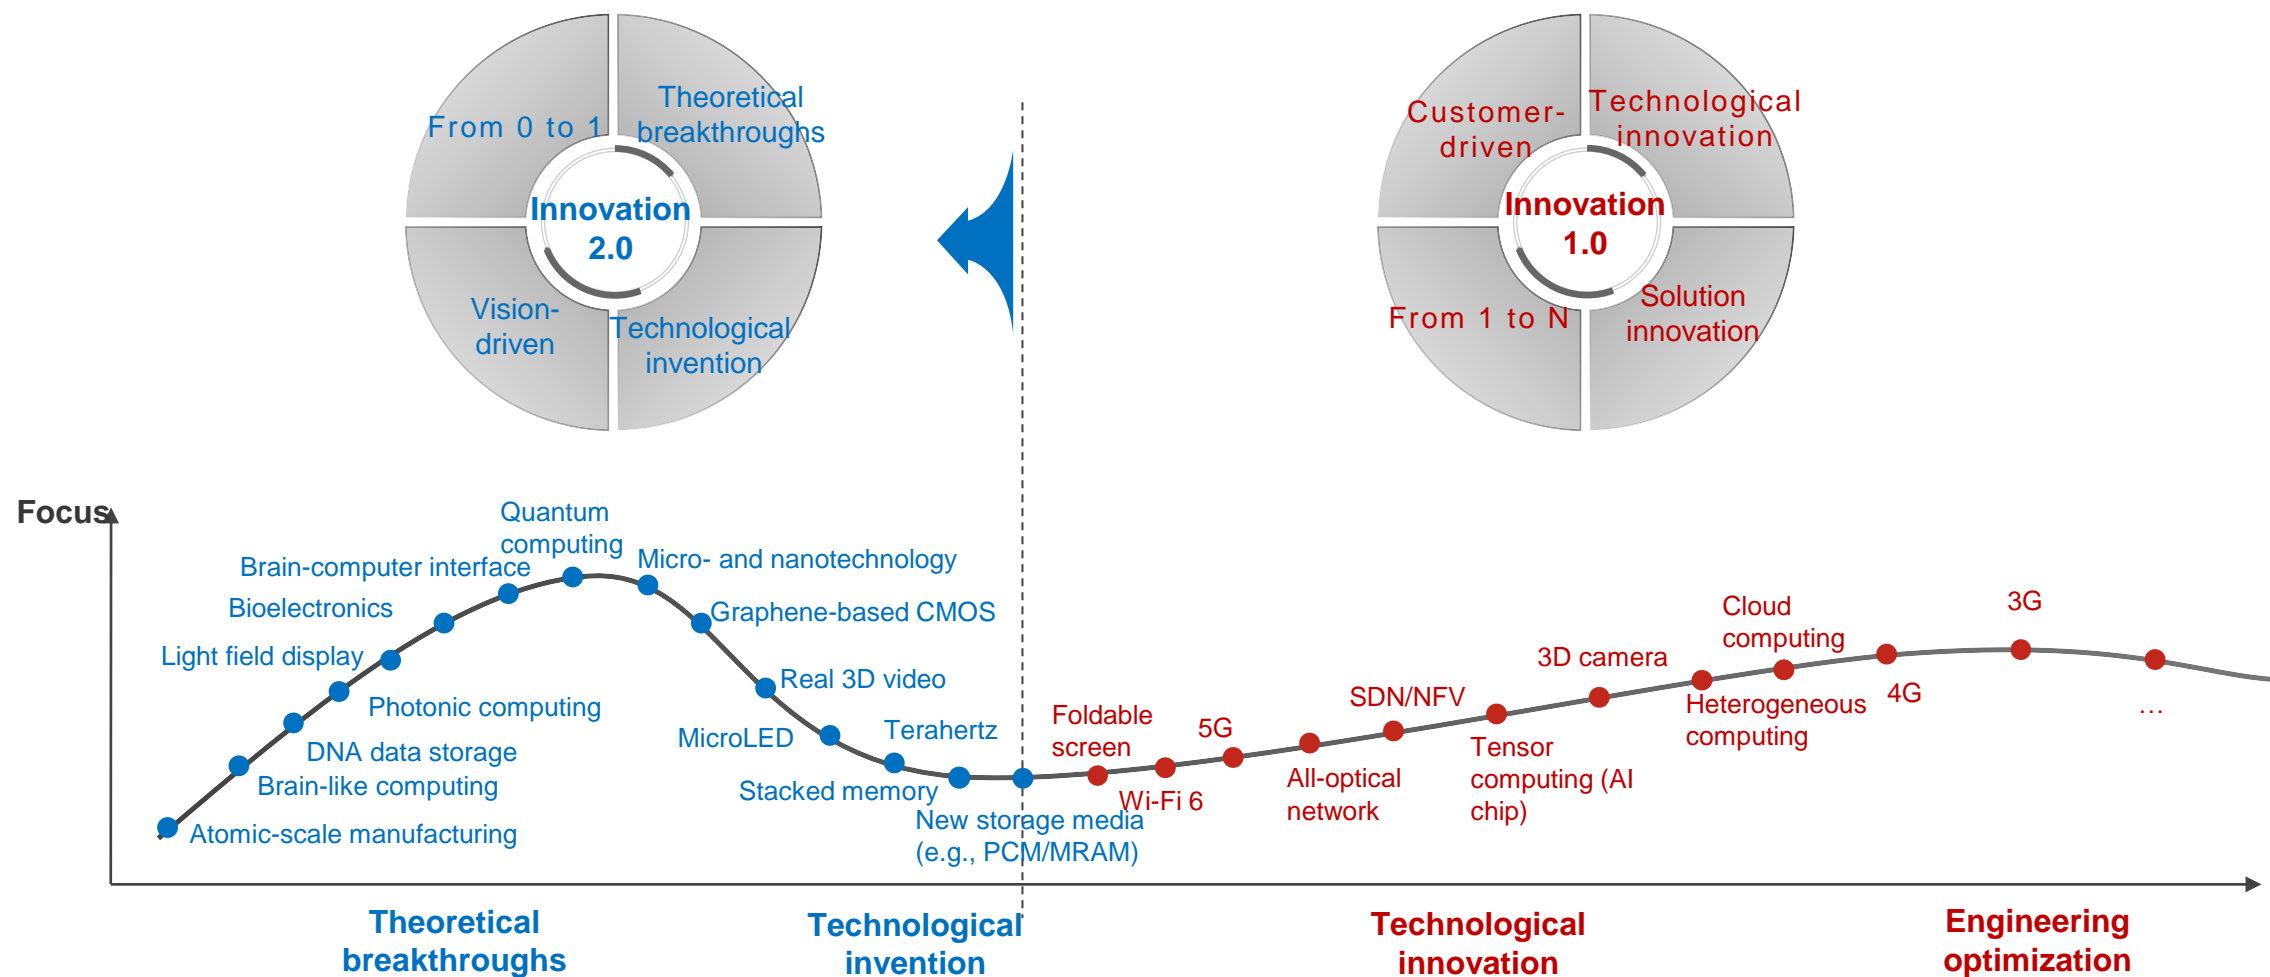 From 0 to 1
Theoretical
breakthroughs
Innovation
2.0
Vision-
driven
Technological
invention
Customer-
driven
Technological
innovation
Innovation
1.0
From 1 to N
Solution
innovation
Focus
Quantum
computing
Brain-computer interface
Micro- and nanotechnology
Bioelectronics
Graphene-based CMOS
Light field display
Real 3D video
Photonic computing
MicroLED
Terahertz
DNA data storage
Brain-like computing
Stacked memory
Atomic-scale manufacturing
New storage media
(e.g., PCM/MRAM)
Foldable
screen
Wi-Fi 6
5G
All-optical
network
SDN/NFV
Tensor
computing (AI
chip)
3D camera
Heterogeneous
computing
Cloud
computing
4G
3G
...
Theoretical
breakthroughs
Technological
invention
Technological
innovation
Engineering
optimization